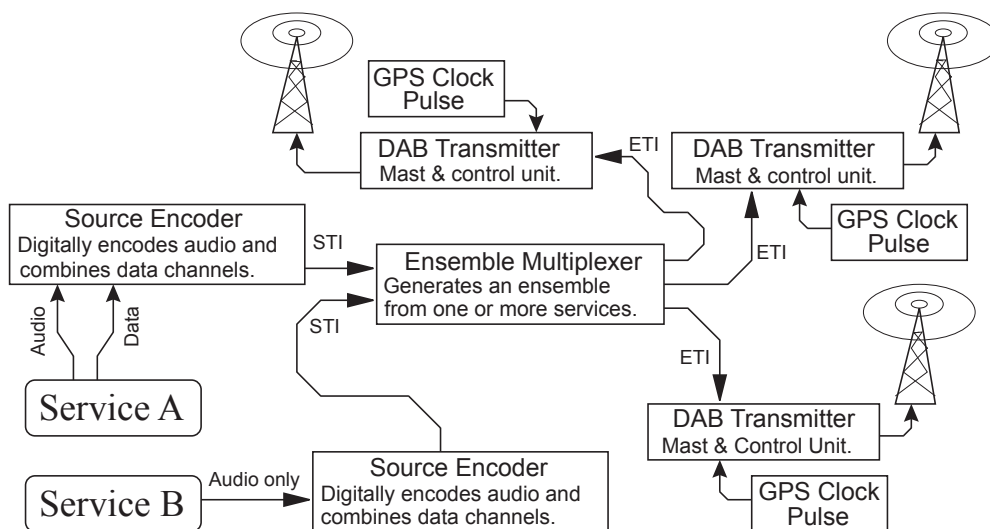 GPS Clock
Pulse
DAB Transmitter
Mast & control unit.
ETI
DAB Transmitter
Mast & control unit.
GPS Clock
Pulse
Source Encoder
Digitally encodes audio and
combines data channels.
STI
Ensemble Multiplexer
Generates an ensemble
from one or more services.
ETI
STI
Audio
Data
ETI
Service A
DAB Transmitter
Mast & Control Unit.
Service B
Audio only
Source Encoder
Digitally encodes audio and
combines data channels.
GPS Clock
Pulse